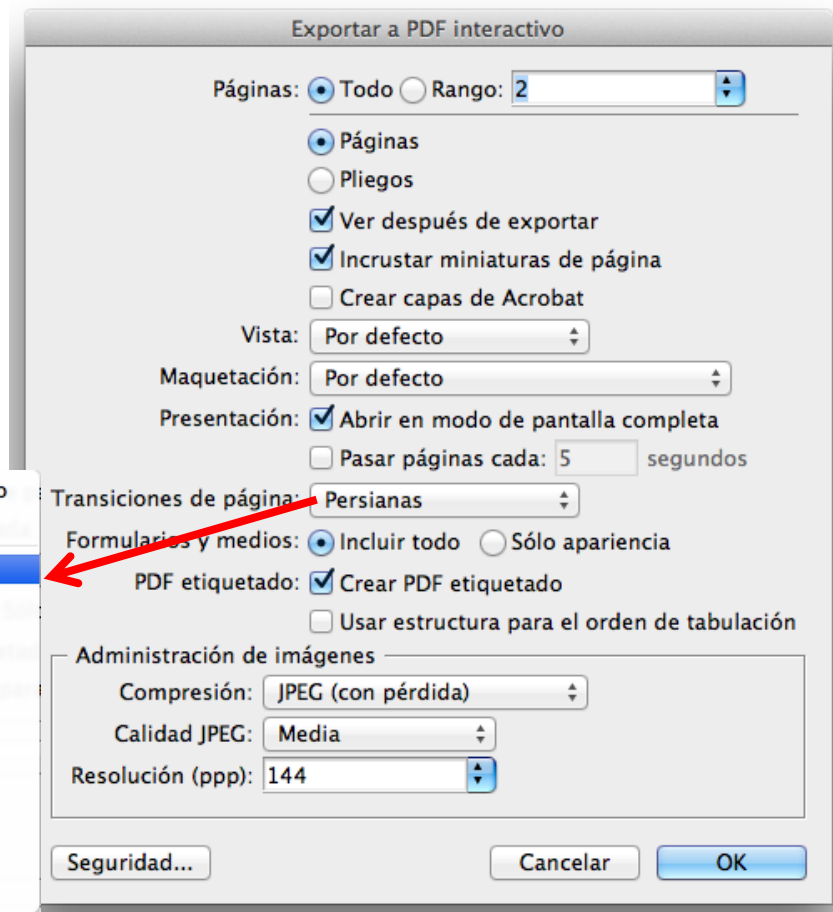 Exportar a PDF interactivo
Páginas: Todo Rango: 2
Páginas
Pliegos
Ver después de exportar
Incrustar miniaturas de página
Crear capas de Acrobat
Vista: Por defecto
Maquetación: Por defecto
Presentación: Abrir en modo de pantalla completa
Pasar páginas cada: 5 segundos
Transiciones de página: Persianas
Formularios y medios: Incluir todo Sólo apariencia
PDF etiquetado: Crear PDF etiquetado
Usar estructura para el orden de tabulación
Administración de imágenes
Compresión: JPEG (con pérdida)
Calidad JPEG: Media
Resolución (ppp): 144
Seguridad... Cancelar OK